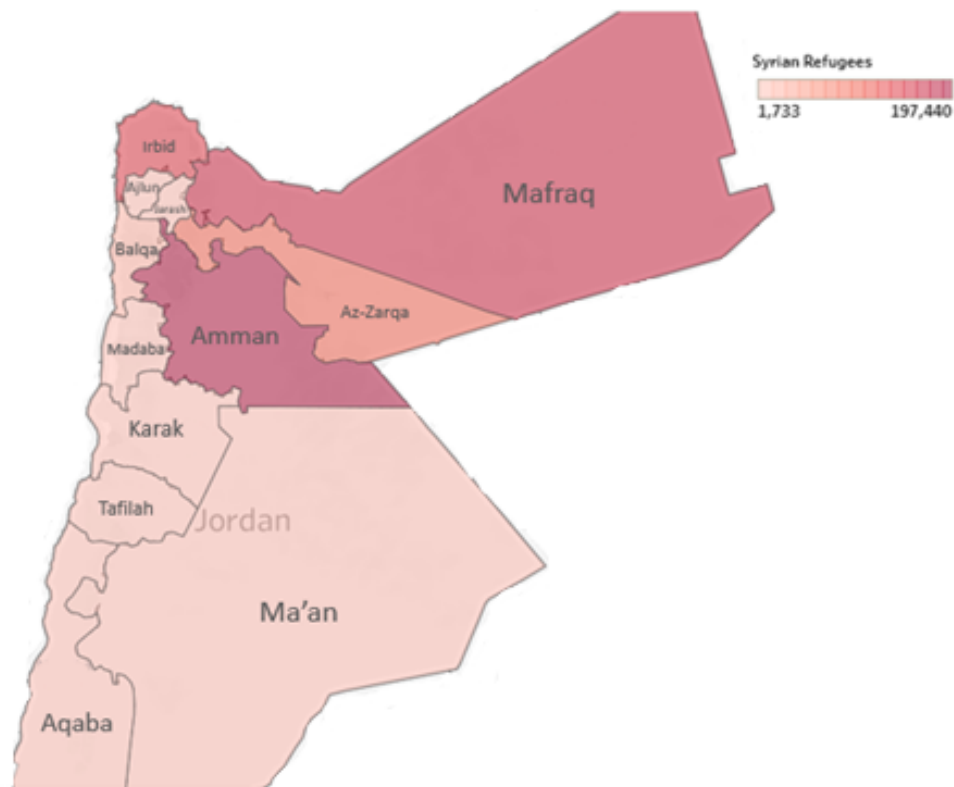 Syrian Refugees
1,733 197,440
Irbid
Ajlun
Jarash
Mafraq
Balqa
Az-Zarqa
Amman
Madaba
Karak
Tafilah
Jordan
Ma'an
Aqaba